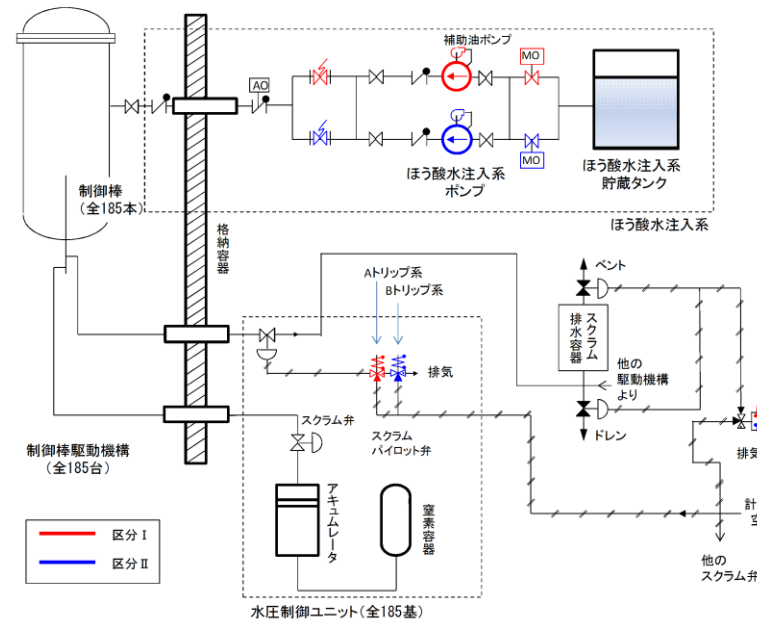 補助油ポンプ
MO
AO
MO
ほう酸水注入系
ポンプ
ほう酸水注入系
貯蔵タンク
ほう酸水注入系
制御棒
(全185本)
格納容器
Aトリップ系
Bトリップ系
排気
ベント
スクラム
排水容器
他の
駆動機構
より
ドレン
排気
スクラム弁
スクラム
パイロット弁
制御棒駆動機構
(全185台)
アキュムレータ
窒素容器
計
空
他の
スクラム弁
区分Ⅰ
区分Ⅱ
水圧制御ユニット(全185基)